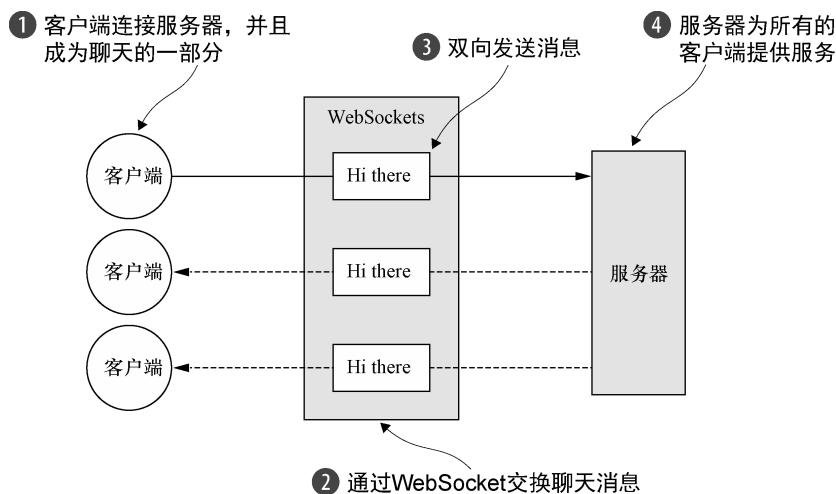 ❶ 客户端连接服务器，并且
成为聊天的一部分
❸ 双向发送消息
❹ 服务器为所有的
客户端提供服务
WebSockets
客户端
Hi there
客户端
Hi there
服务器
客户端
Hi there
❷ 通过WebSocket交换聊天消息